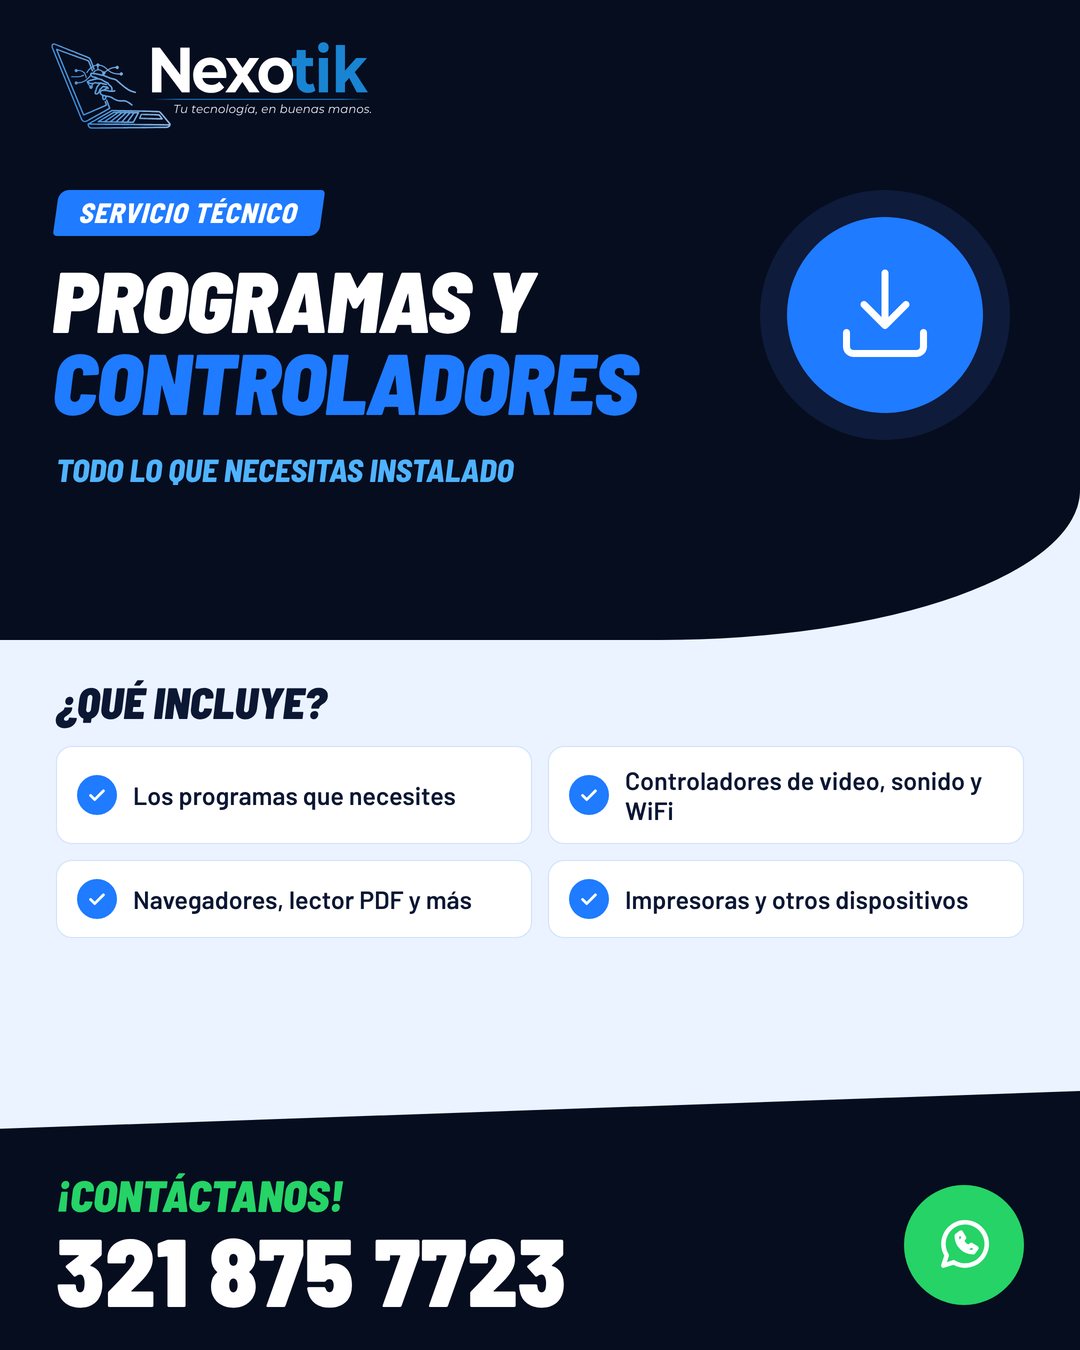 Nexotik
Tu tecnología, en buenas manos.
SERVICIO TÉCNICO
PROGRAMAS Y
CONTROLADORES
TODO LO QUE NECESITAS INSTALADO
¿QUÉ INCLUYE?
Los programas que necesites
Controladores de video, sonido y
WiFi
Navegadores, lector PDF y más
Impresoras y otros dispositivos
¡CONTÁCTANOS!
321 875 7723